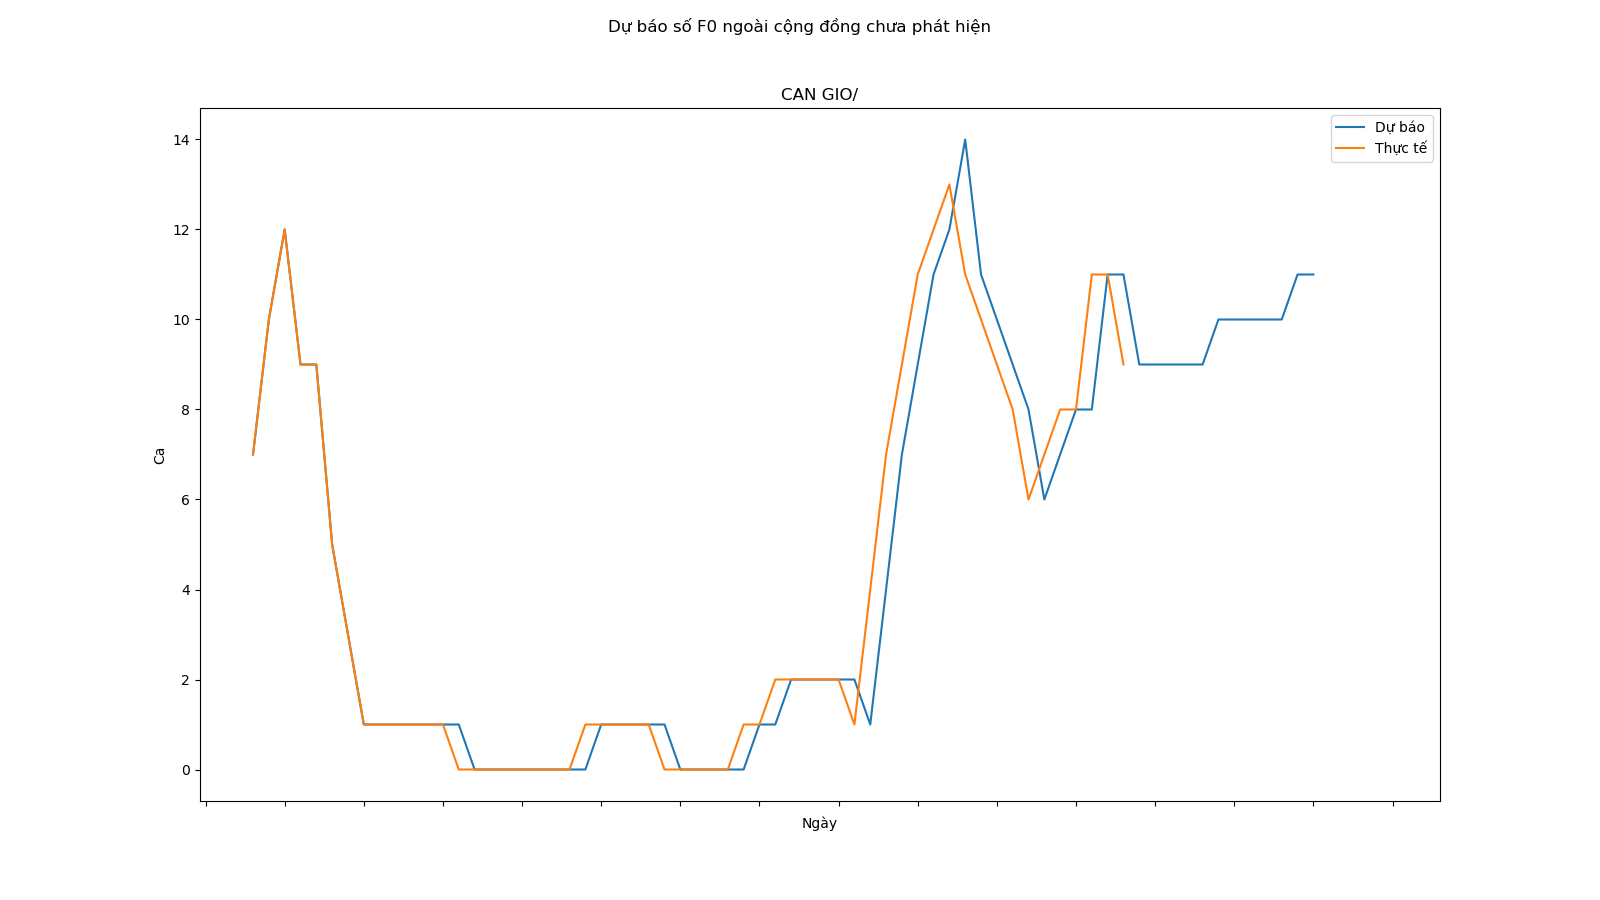 Dự báo số F0 ngoài cộng đồng chưa phát hiện
CAN GIO/
Dự báo
Thực tế
14
12
10
8
6
4
2
0
Ca
Ngày